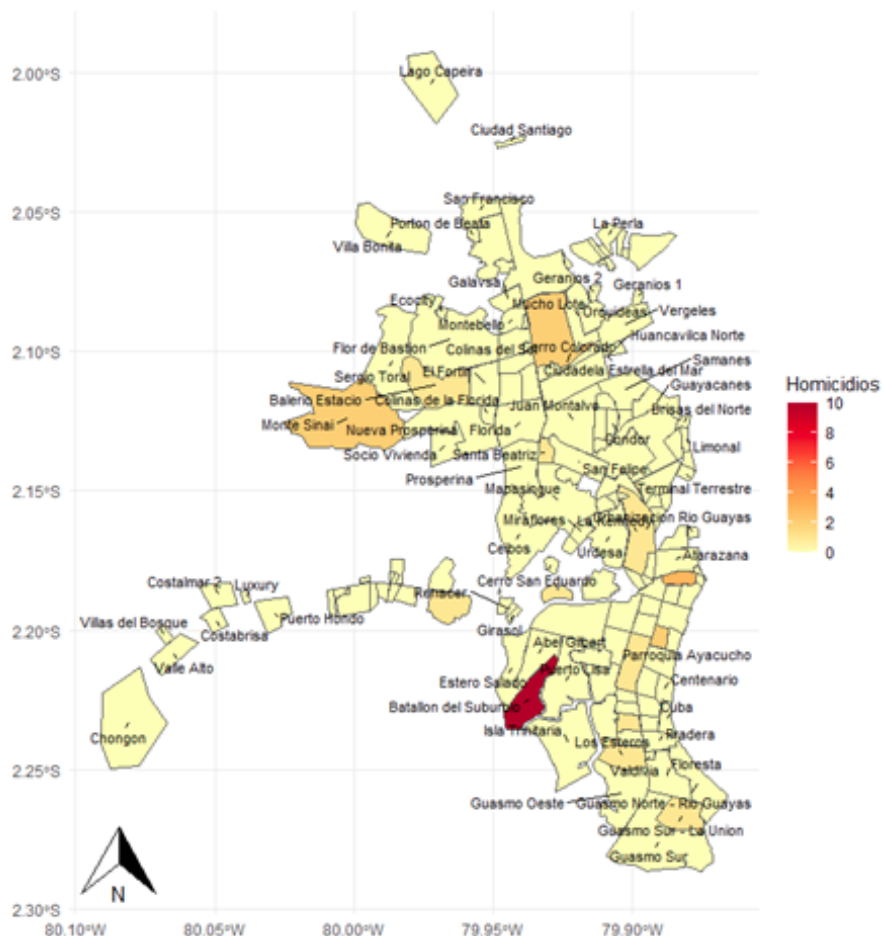 2.00°S
Lago Capeira
Ciudad Santiago
2.05°S
San Francisco
Porton de Beata
La Perla
Villa Bonita
Galavsa
Geranios 2
Geranios 1
Ecocity
Mucho Lote
Orquideas
Vergeles
Montebello
Huancavilca Norte
2.10°S
Flor de Bastion
Colinas del Sol
Cerro Colorado
Samanes
Sergio Toral
El Fortin
Ciudadela Estrella del Mar
Guayacanes
Homicidios
Balerio Estacio
Colinas de la Florida
Juan Montalvo
Brisas del Norte
10
Monte Sinai
Nueva Prosperina
Florida
Condor
8
Socio Vivienda
Santa Beatriz
Limonal
6
Prosperina
San Felipe
4
2.15°S
Mapasingue
Terminal Terrestre
2
Miraflores
La Kennedy
Urbanizacion Rio Guayas
0
Ceibos
Urdesa
Atarazana
Costalmar 2
Luxury
Renacer
Cerro San Eduardo
Villas del Bosque
Costabrisa
Puerto Hondo
Girasol
2.20°S
Valle Alto
Abel Gilbert
Parroquia Ayacucho
Puerto Lisa
Estero Salado
Centenario
Batallon del Suburbio
Cuba
Chongon
Isla Trinitaria
Los Esteros
Pradera
2.25°S
Valdivia
Floresta
Guasmo Oeste
Guasmo Norte - Rio Guayas
Guasmo Sur - La Union
Guasmo Sur
N
2.30°S
80.10°W
80.05°W
80.00°W
79.95°W
79.90°W